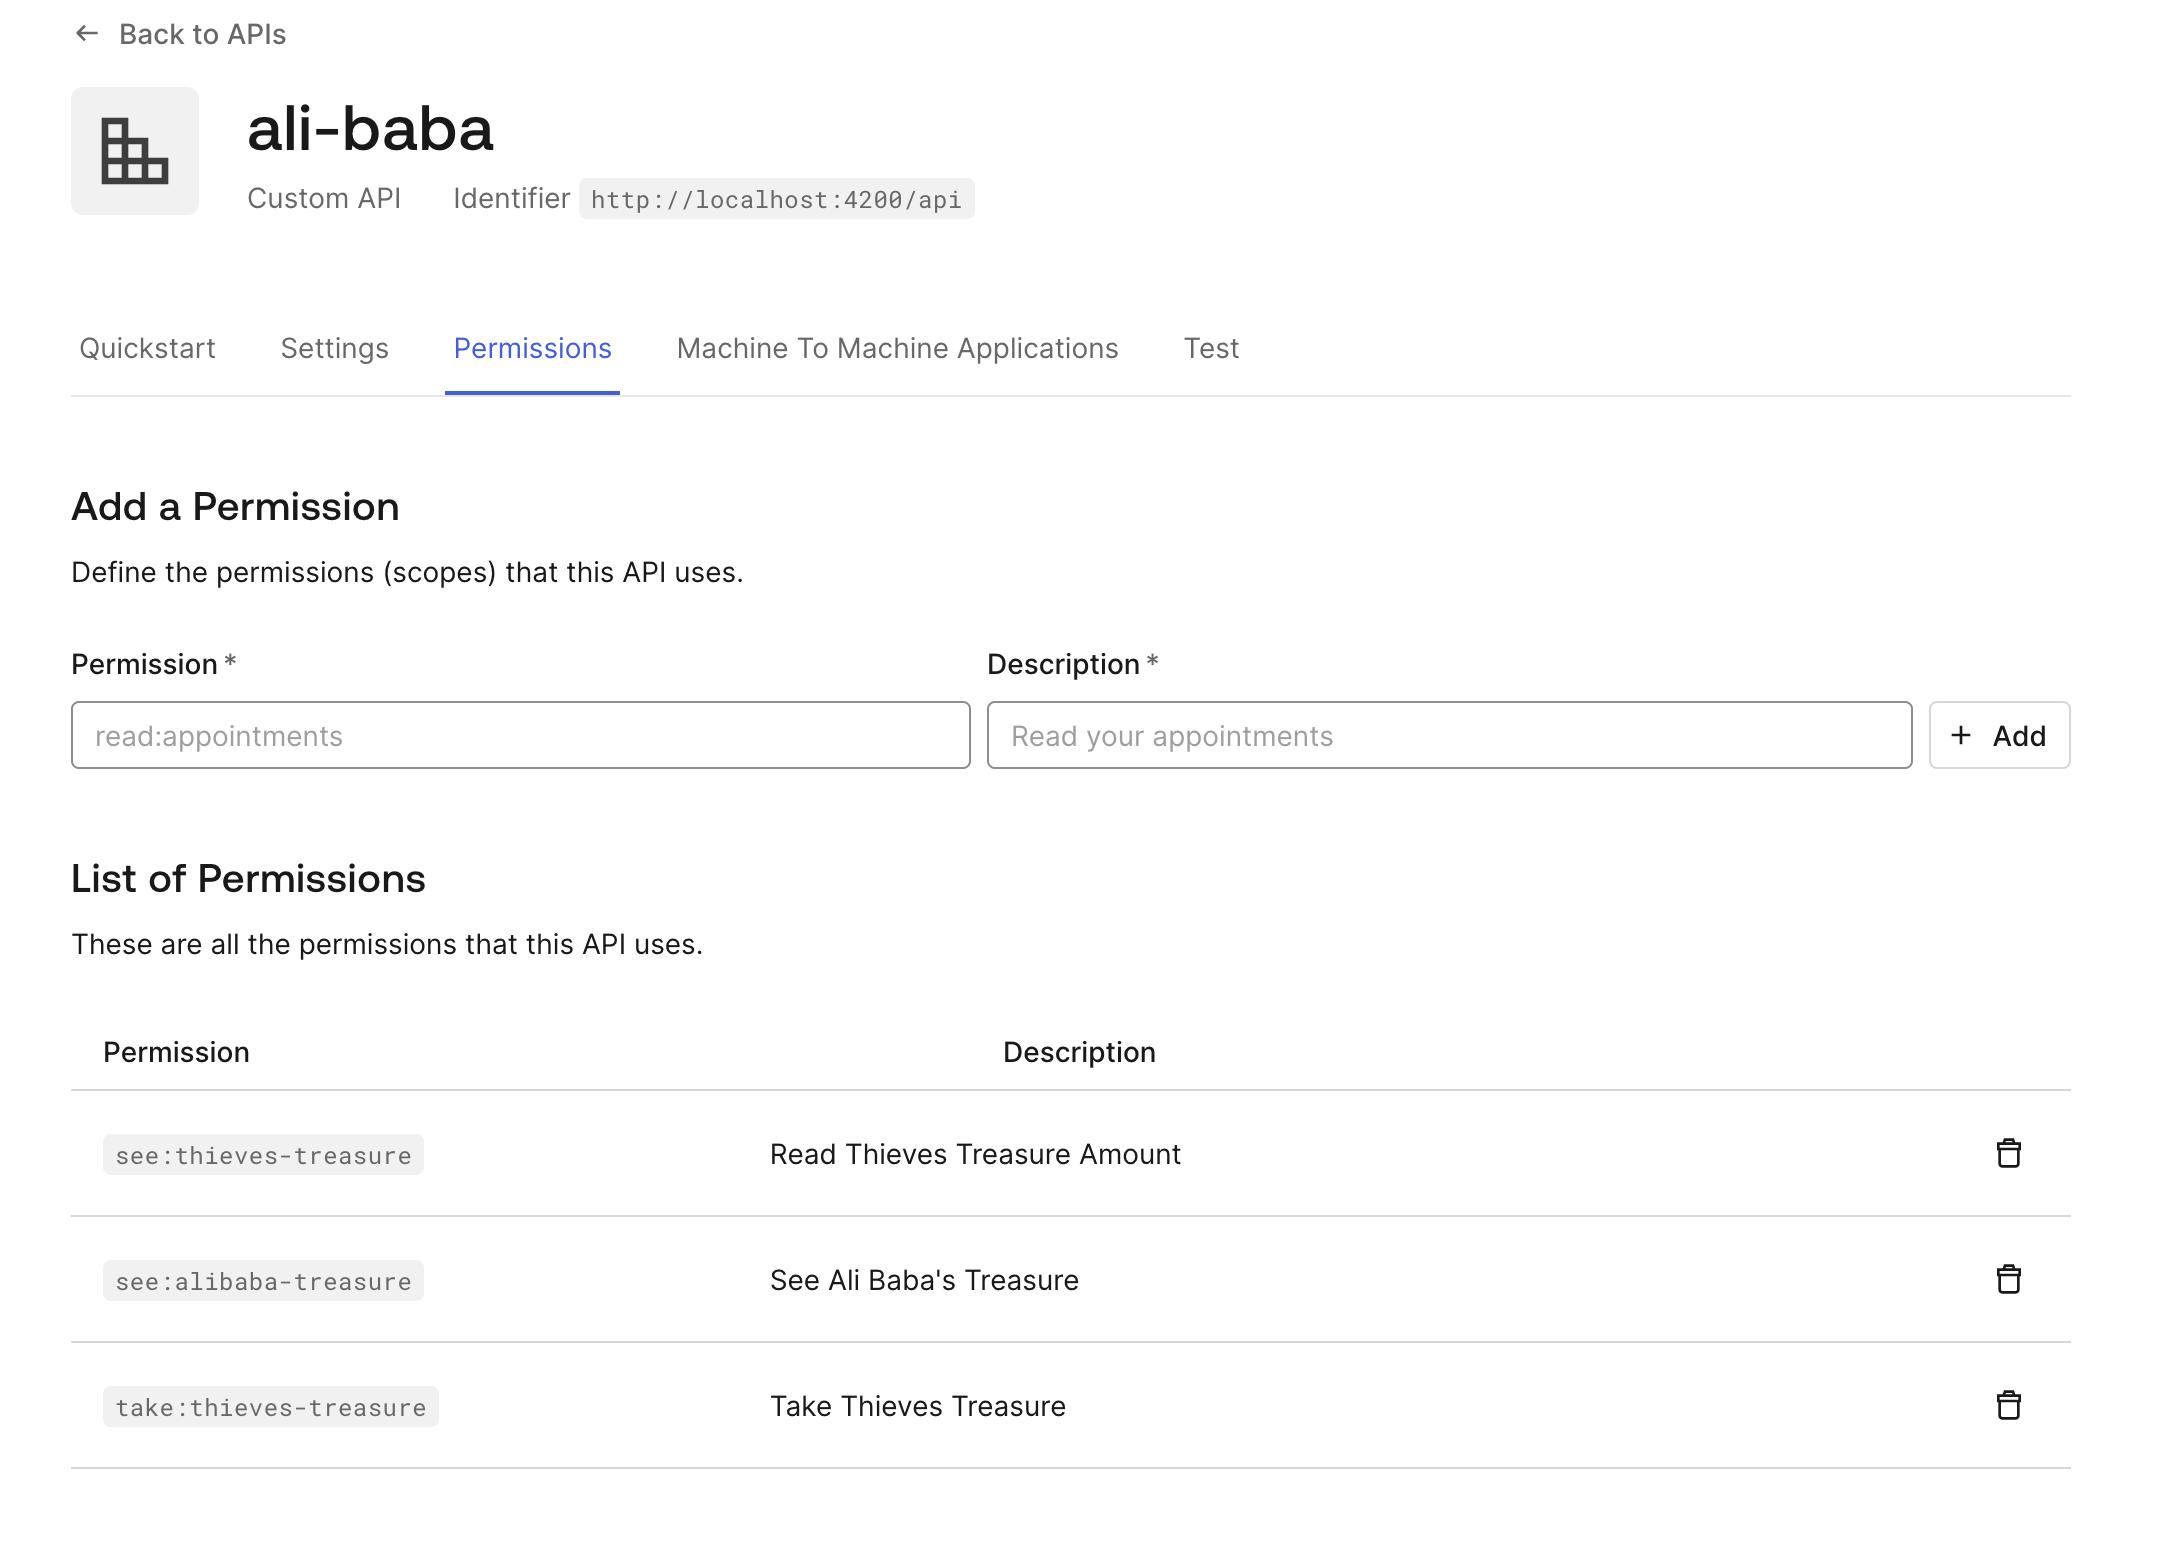 Back to APIs
ali-baba
Custom API Identifier http://localhost:4200/api
Quickstart Settings Permissions Machine To Machine Applications Test
Add a Permission
Define the permissions (scopes) that this API uses.
Permission * Description *
read:appointments Read your appointments + Add
List of Permissions
These are all the permissions that this API uses.
Permission Description
see:thieves-treasure Read Thieves Treasure Amount
see:alibaba-treasure See Ali Baba's Treasure
take:thieves-treasure Take Thieves Treasure